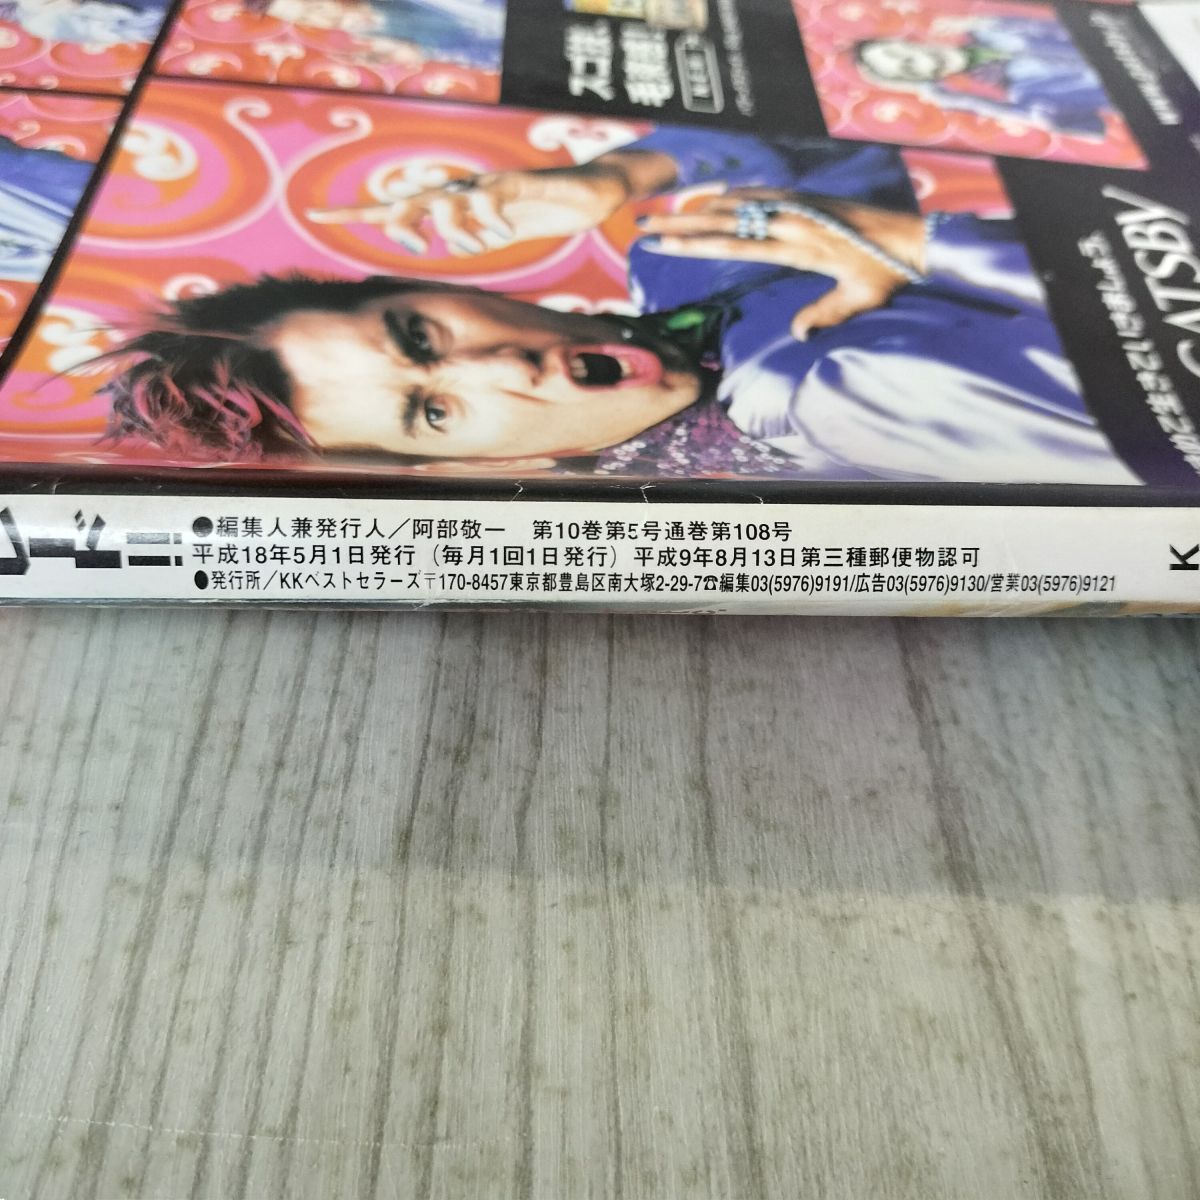 スゴ技。
CATSBY
ド!!
●編集人兼発行人／阿部敬一　第10巻第5号通巻第108号
平成18年5月1日発行（毎月1回1日発行）平成9年8月13日第三種郵便物認可
●発行所／KKベストセラーズ〒170-8457東京都豊島区南大塚2-29-7☎編集03(5976)9191/広告03(5976)9130/営業03(5976)9121
K